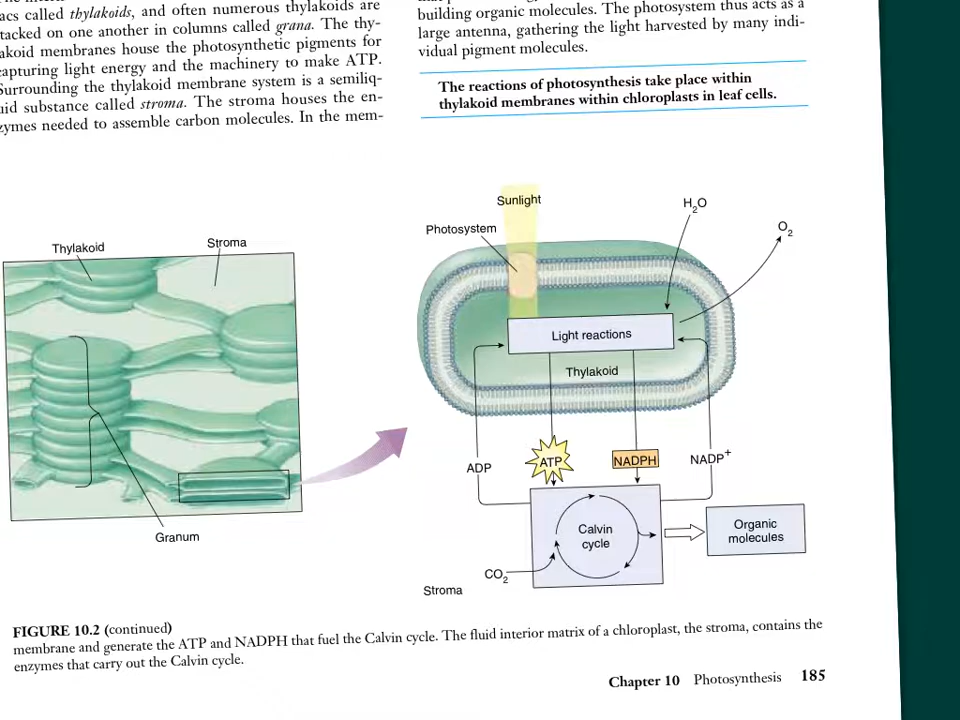 acs called thylakoids, and often numerous thylakoids are
tacked on one another in columns called grana. The thy-
akoid membranes house the photosynthetic pigments for
capturing light energy and the machinery to make ATP.
Surrounding the thylakoid membrane system is a semiliq-
uid substance called stroma. The stroma houses the en-
zymes needed to assemble carbon molecules. In the mem-
building organic molecules. The photosystem thus acts as a
large antenna, gathering the light harvested by many indi-
vidual pigment molecules.
The reactions of photosynthesis take place within
thylakoid membranes within chloroplasts in leaf cells.
Thylakoid
Stroma
Granum
Sunlight
Photosystem
H2O
O2
Light reactions
Thylakoid
ADP
ATP
NADPH
NADP+
Calvin
cycle
Organic
molecules
CO2
Stroma
FIGURE 10.2 (continued)
membrane and generate the ATP and NADPH that fuel the Calvin cycle. The fluid interior matrix of a chloroplast, the stroma, contains the
enzymes that carry out the Calvin cycle.
Chapter 10 Photosynthesis 185